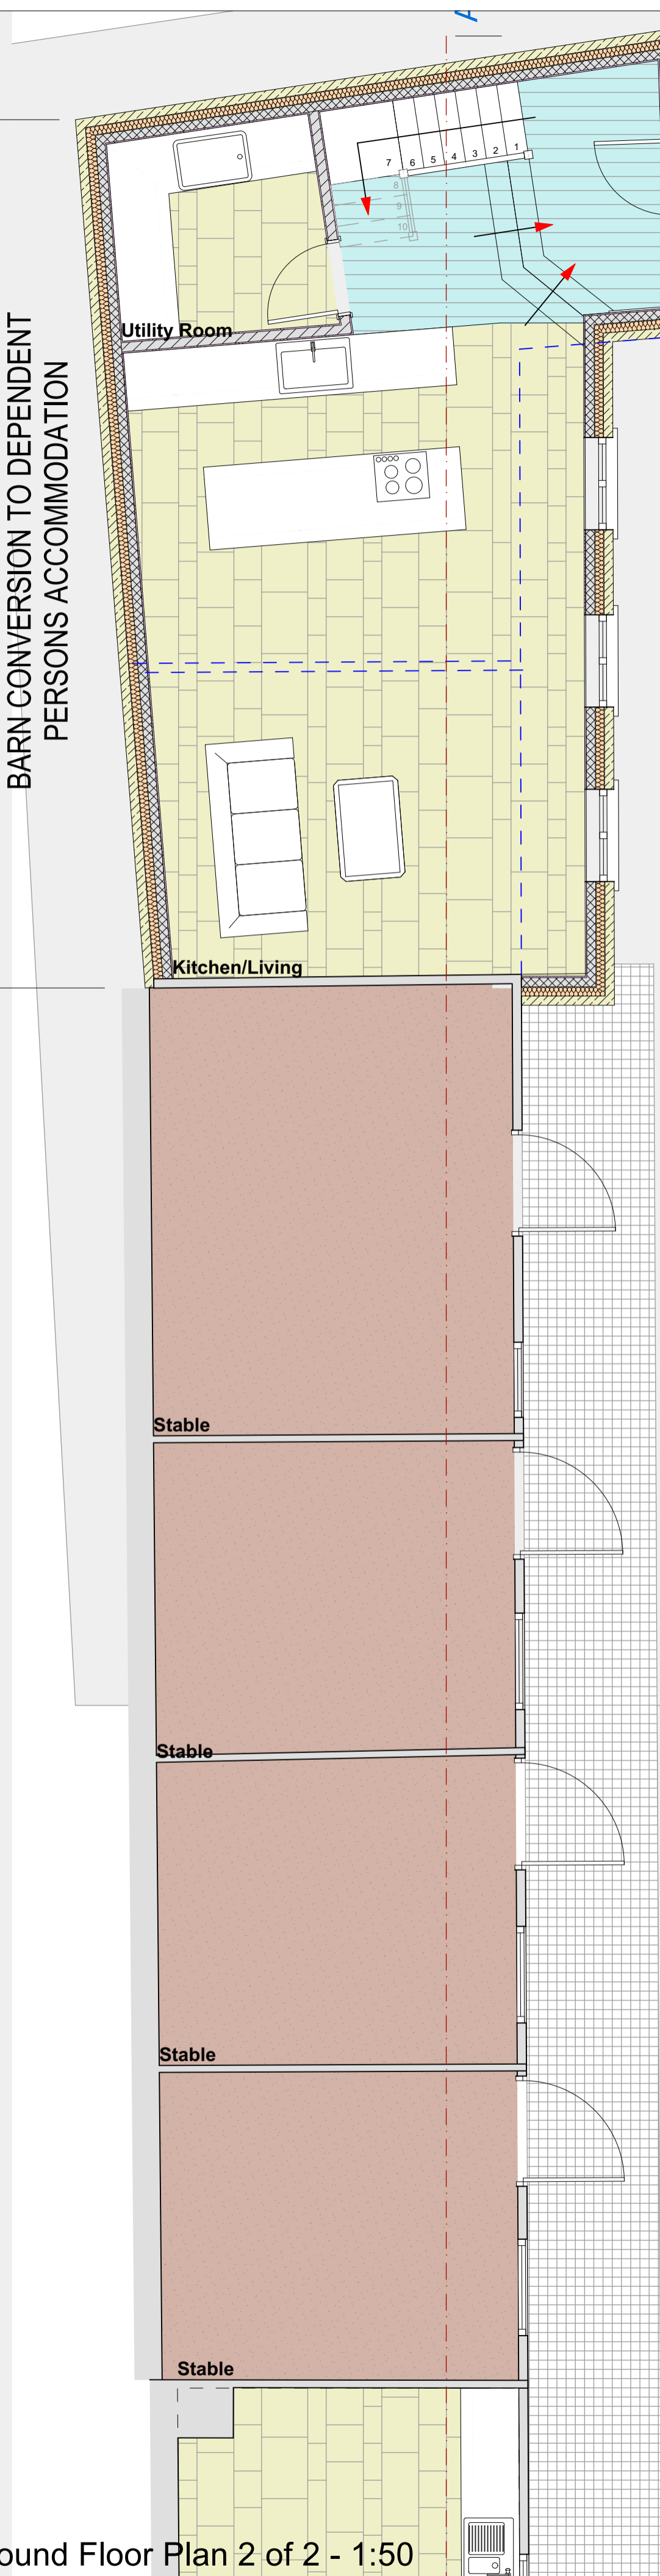 A
7 6 5 4 3 2 1
8
9
10
Utility Room
BARN CONVERSION TO DEPENDENT
PERSONS ACCOMMODATION
Kitchen/Living
Stable
Stable
Stable
Stable
Floor Plan 2 of 2 - 1:50